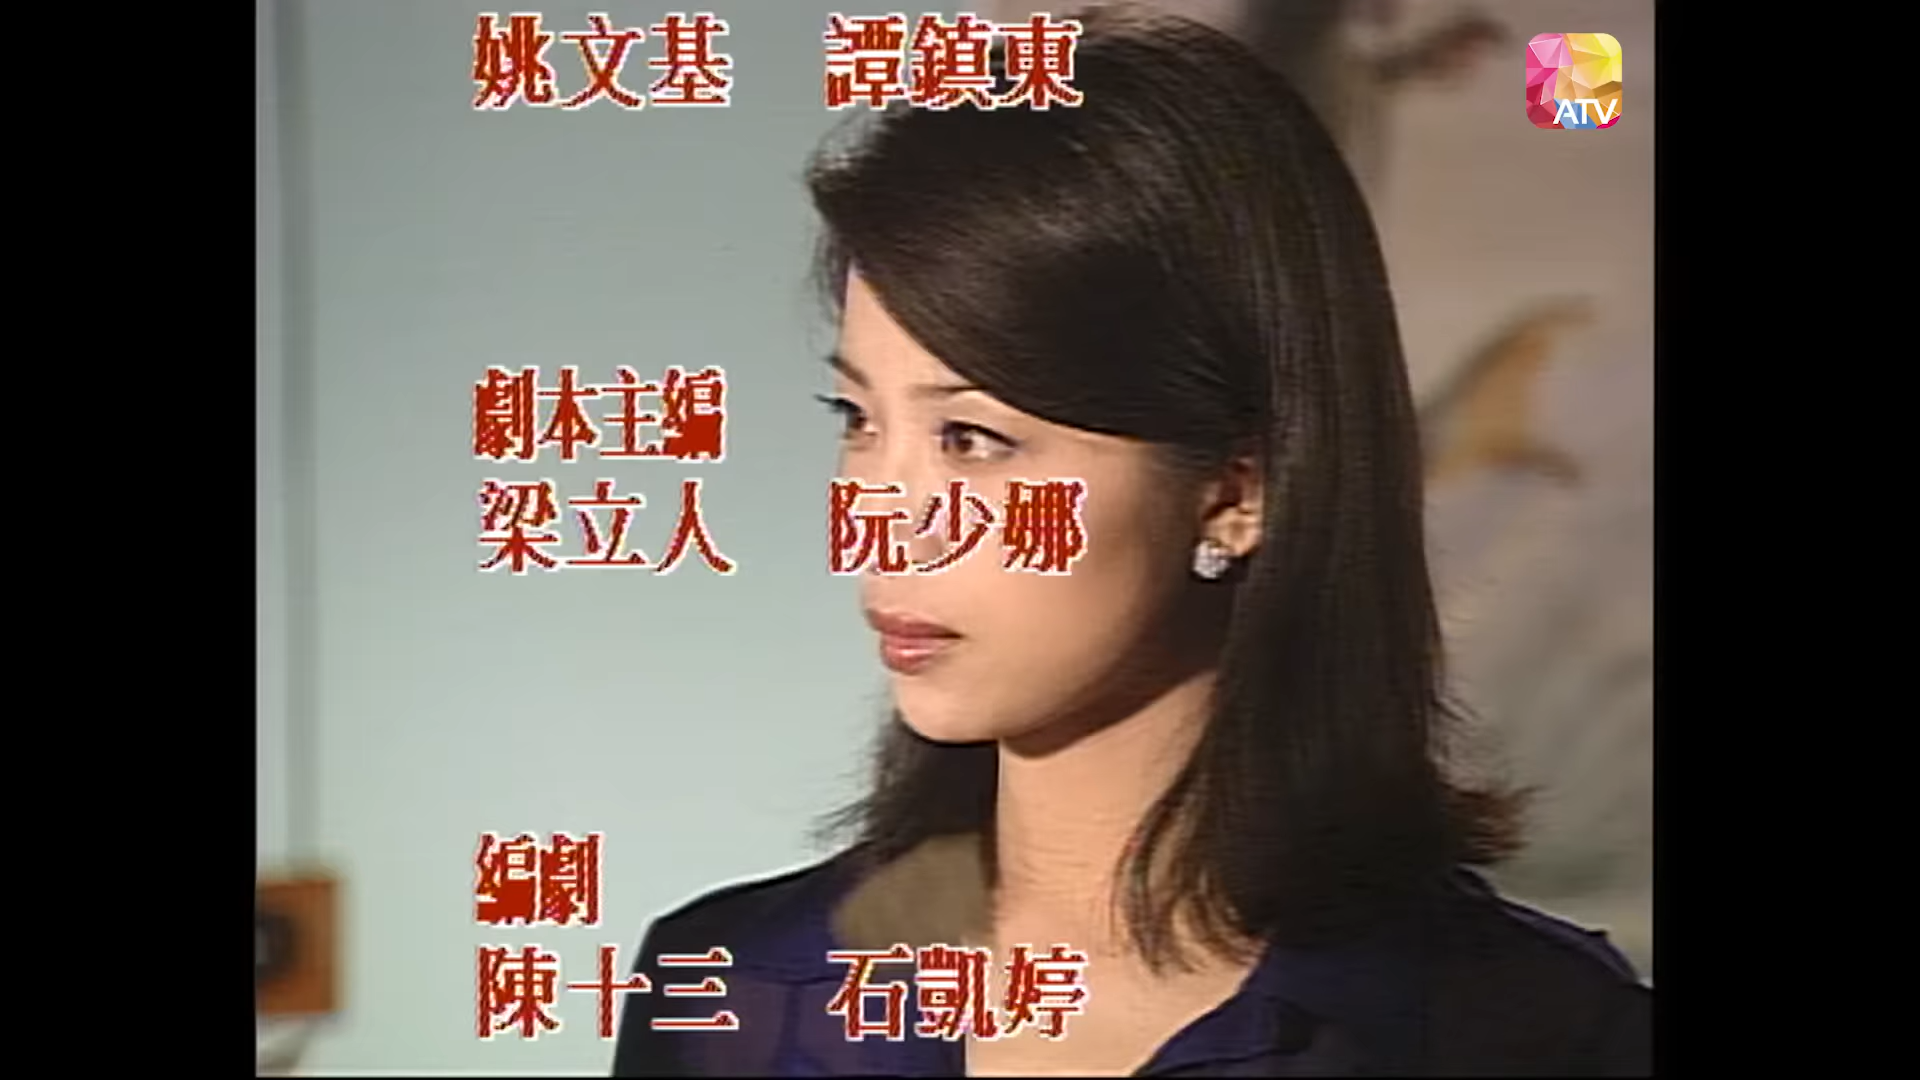 姚文基 譚鎮東
ATV
劇本主編
梁立人 阮少娜
編劇
陳十三 石凱婷